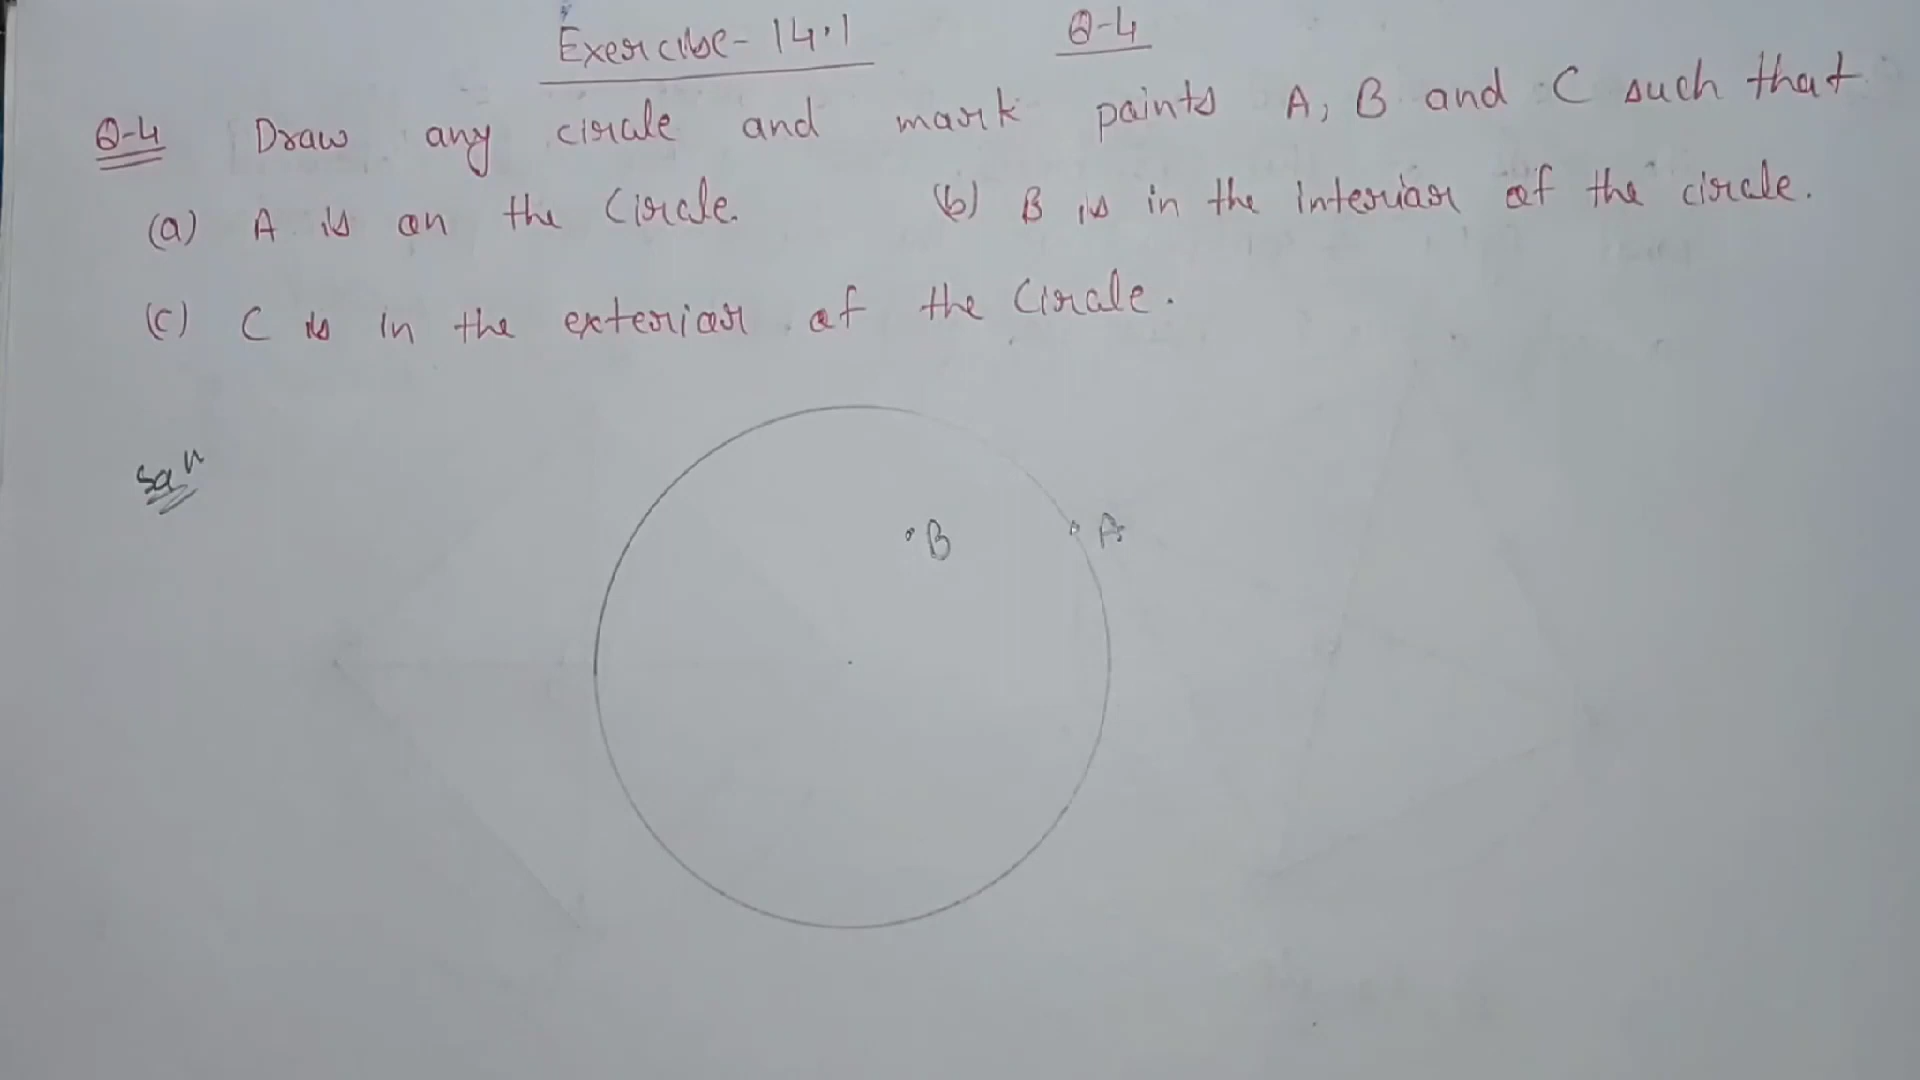 Exercise- 14.1 Q-4
Q-4 Draw any circle and mark points A, B and C such that
(a) A is on the Circle. (b) B is in the interior of the circle.
(c) C is in the exterior of the Circle.
Solⁿ
B A